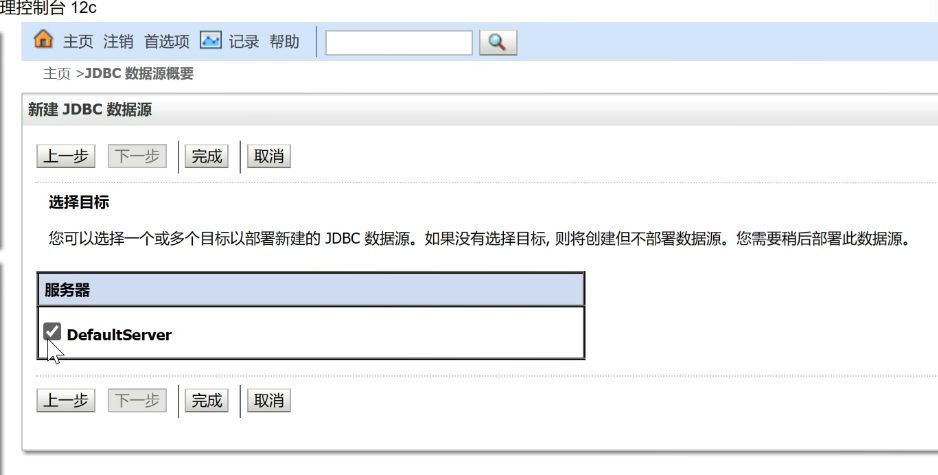 理控制台 12c
主页 注销 首选项 记录 帮助
主页 >JDBC 数据源概要
新建 JDBC 数据源
上一步 下一步 完成 取消
选择目标
您可以选择一个或多个目标以部署新建的 JDBC 数据源。如果没有选择目标, 则将创建但不部署数据源。您需要稍后部署此数据源。
服务器
DefaultServer
上一步 下一步 完成 取消